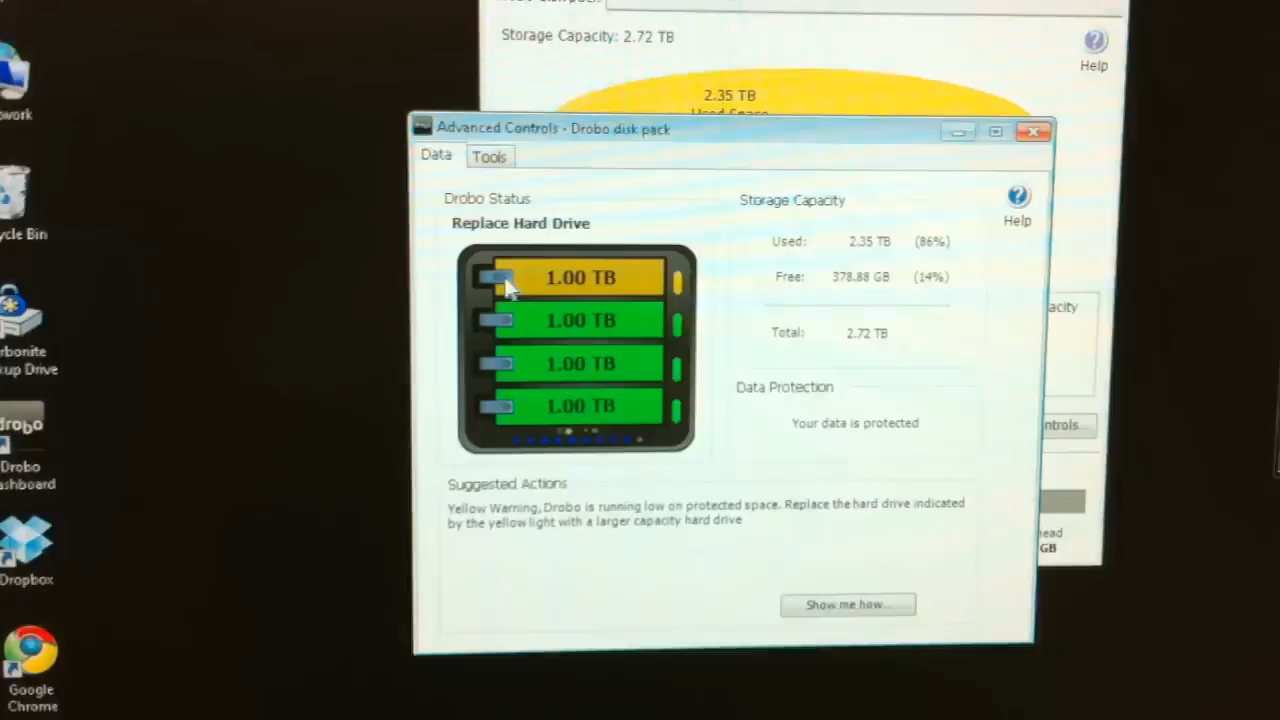 Storage Capacity: 2.72 TB
Help
2.35 TB
Used Space
Advanced Controls - Drobo disk pack
Data
Tools
Drobo Status
Replace Hard Drive
1.00 TB
1.00 TB
1.00 TB
1.00 TB
Storage Capacity
Help
Used: 2.35 TB (86%)
Free: 378.88 GB (14%)
Total: 2.72 TB
Data Protection
Your data is protected
Suggested Actions
Yellow Warning, Drobo is running low on protected space. Replace the hard drive indicated
by the yellow light with a larger capacity hard drive
Show me how...
acity
ntrols...
ead
GB
work
cle Bin
rbonite
kup Drive
drobo
Drobo
ashboard
Dropbox
Google
Chrome